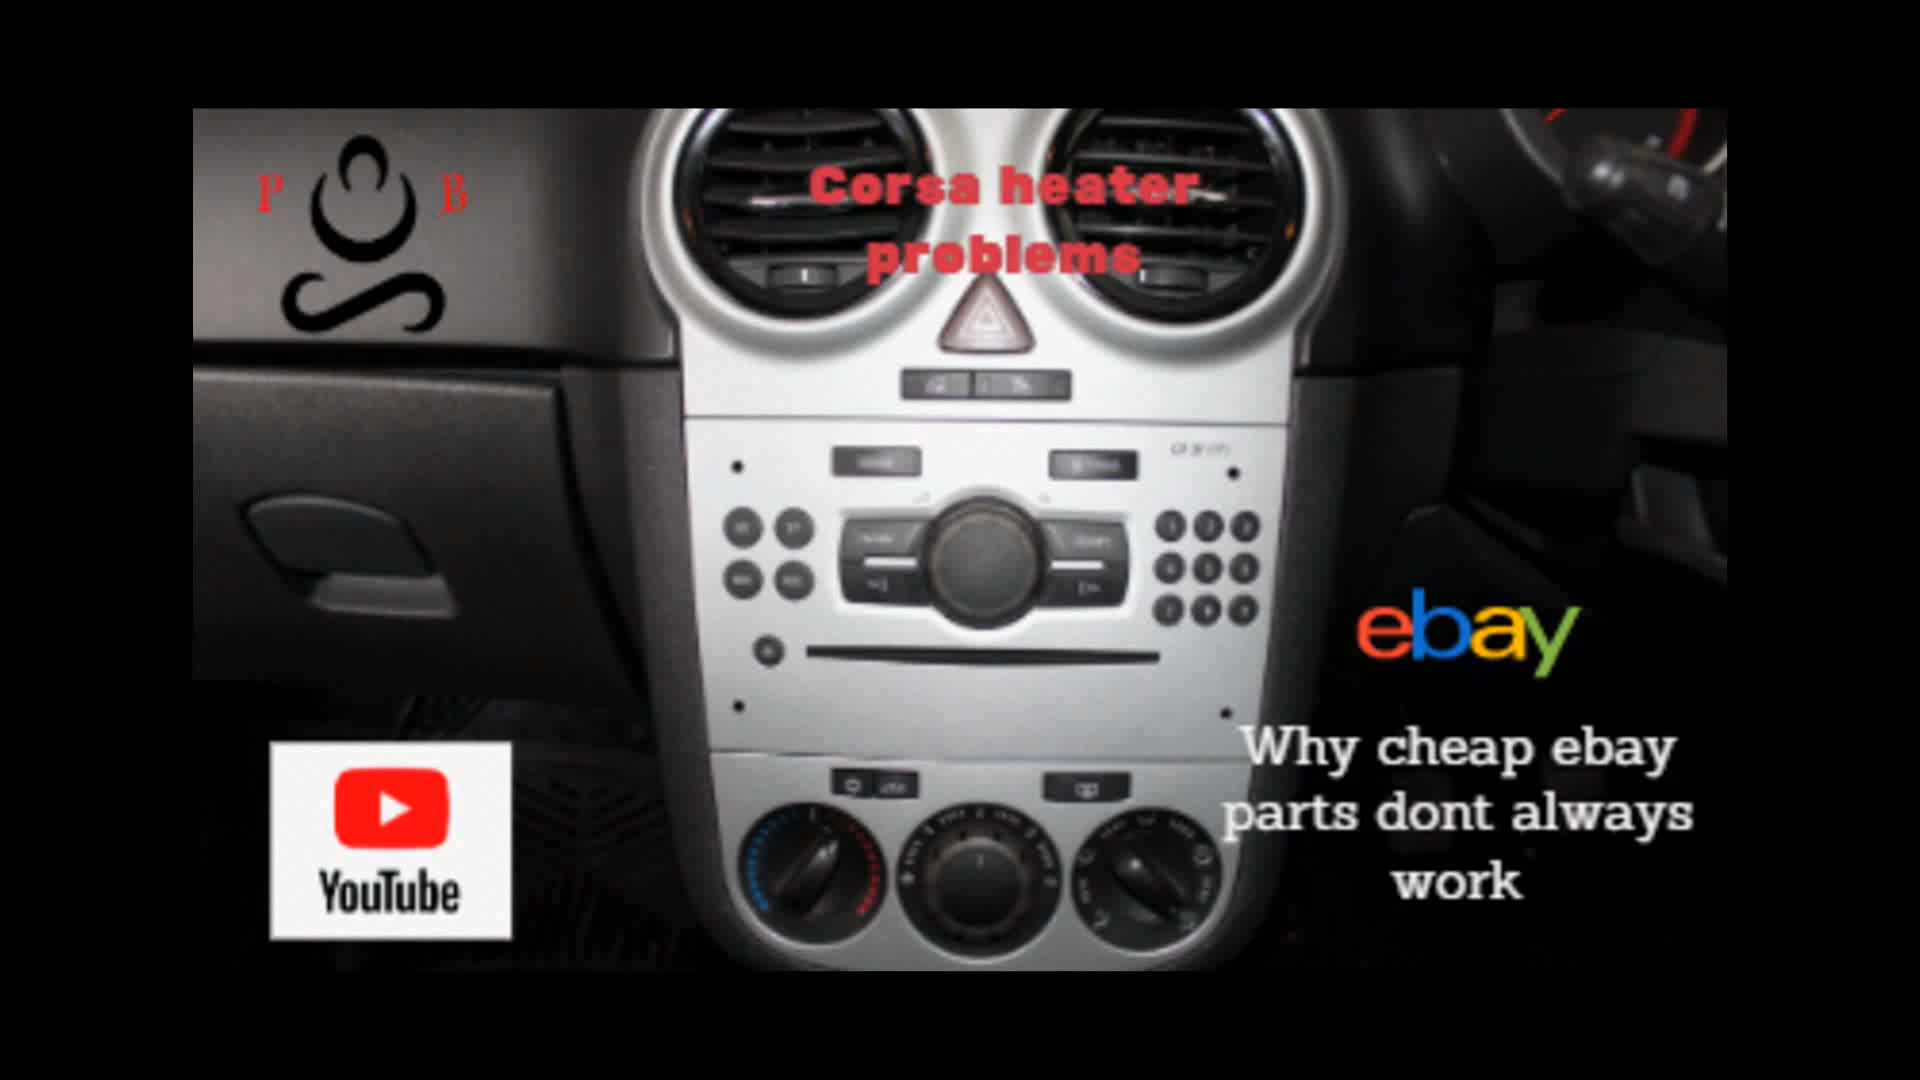 P B
Corsa heater
problems
ebay
Why cheap ebay
parts dont always
work
YouTube